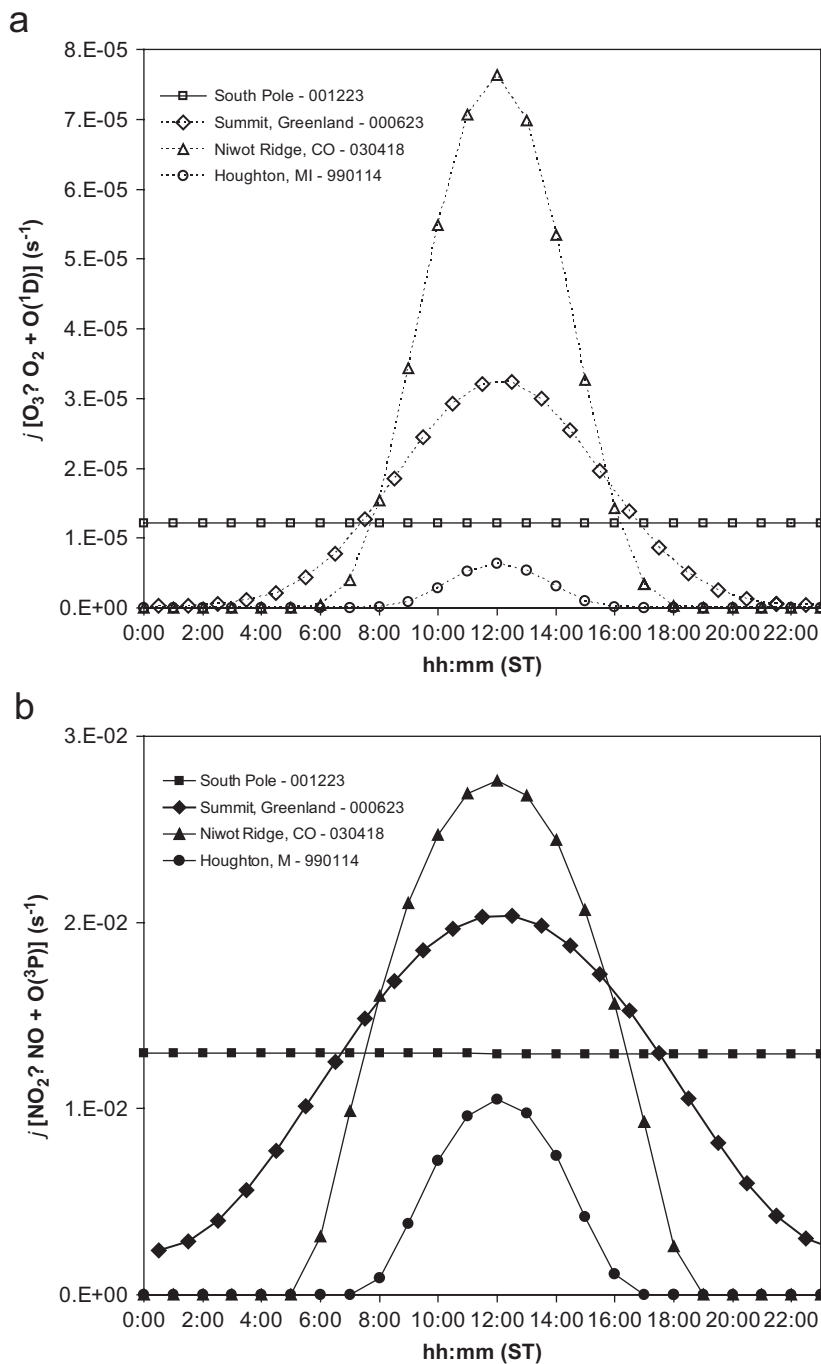 a
8.E-05
7.E-05
6.E-05
5.E-05
4.E-05
3.E-05
2.E-05
1.E-05
0.E+00
j [O₃? O₂ + O(¹D)] (s⁻¹)
South Pole - 001223
Summit, Greenland - 000623
Niwot Ridge, CO - 030418
Houghton, MI - 990114
0:00 2:00 4:00 6:00 8:00 10:00 12:00 14:00 16:00 18:00 20:00 22:00
hh:mm (ST)
b
3.E-02
2.E-02
1.E-02
0.E+00
j [NO₂? NO + O(³P)] (s⁻¹)
South Pole - 001223
Summit, Greenland - 000623
Niwot Ridge, CO - 030418
Houghton, M - 990114
0:00 2:00 4:00 6:00 8:00 10:00 12:00 14:00 16:00 18:00 20:00 22:00
hh:mm (ST)